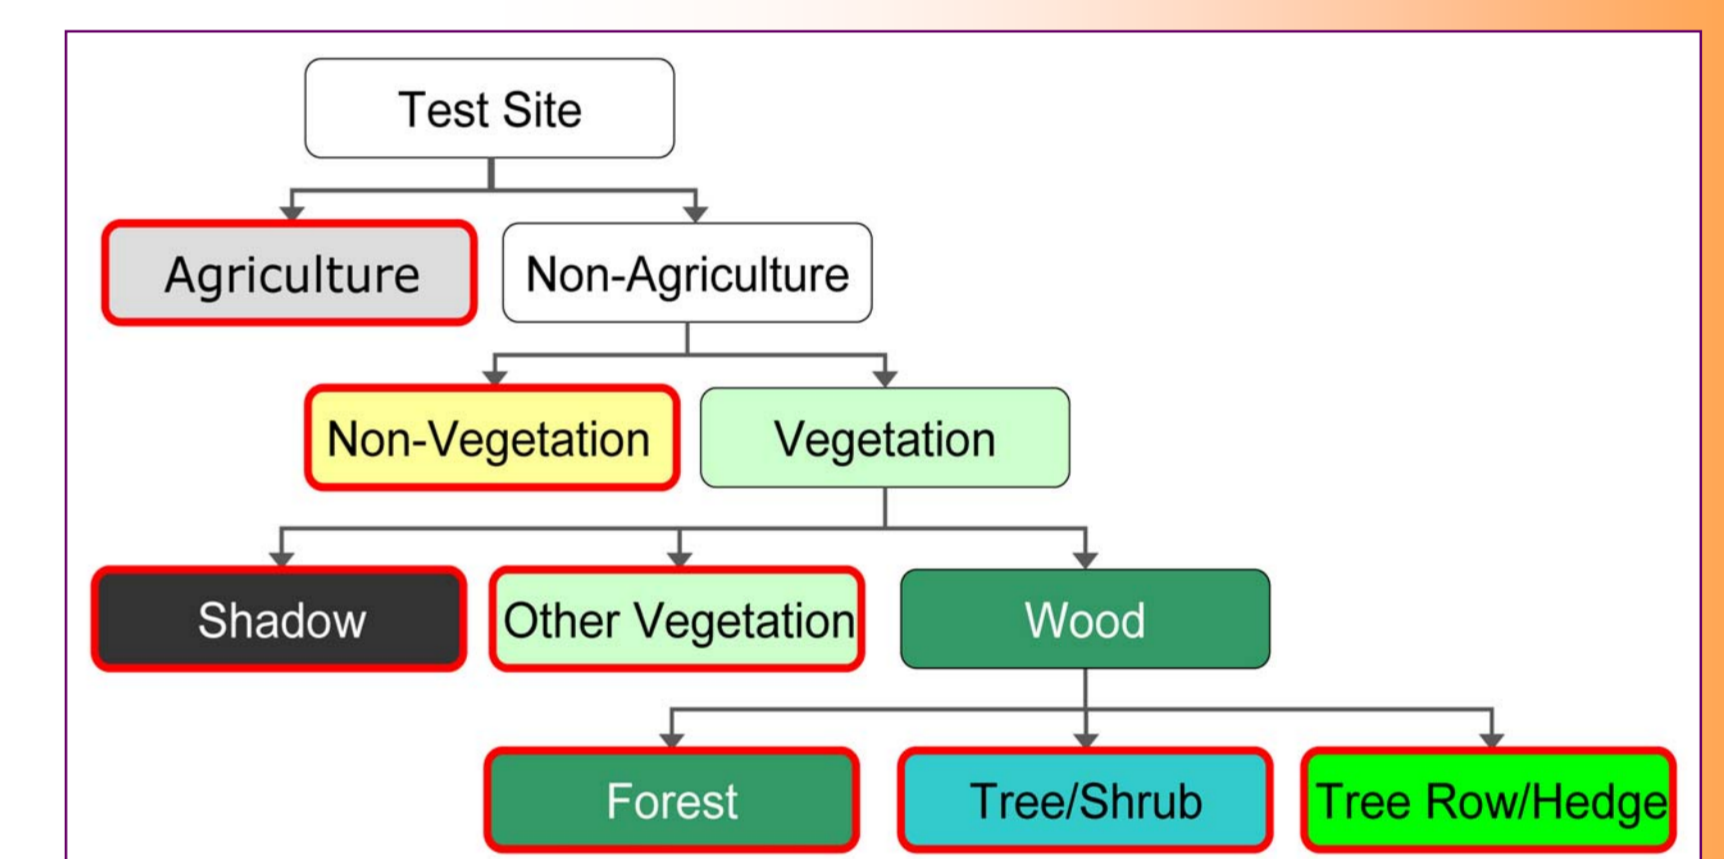 Test Site
Agriculture
Non-Agriculture
Non-Vegetation
Vegetation
Shadow
Other Vegetation
Wood
Forest
Tree/Shrub
Tree Row/Hedge